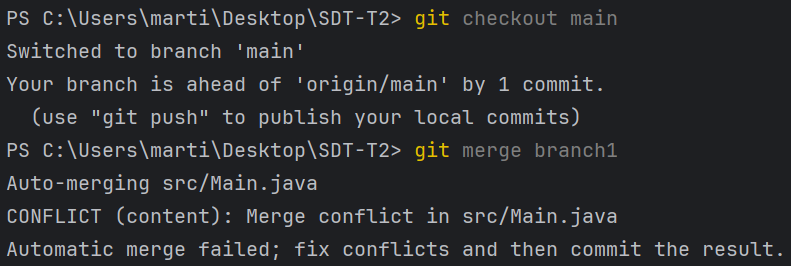 PS C:\Users\marti\Desktop\SDT-T2> git checkout main
Switched to branch 'main'
Your branch is ahead of 'origin/main' by 1 commit.
  (use "git push" to publish your local commits)
PS C:\Users\marti\Desktop\SDT-T2> git merge branch1
Auto-merging src/Main.java
CONFLICT (content): Merge conflict in src/Main.java
Automatic merge failed; fix conflicts and then commit the result.